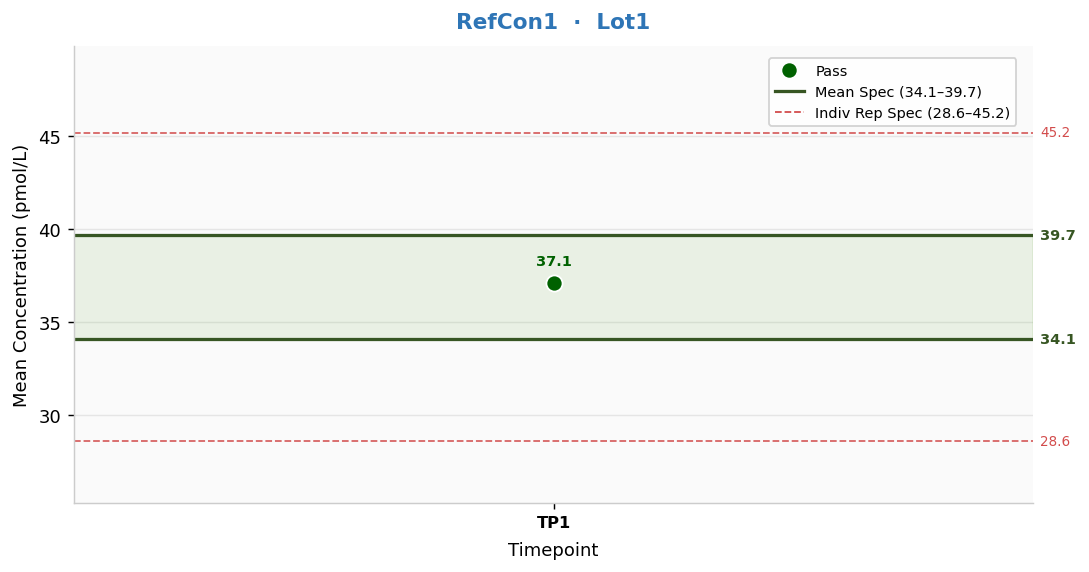 RefCon1 · Lot1
Pass
Mean Spec (34.1–39.7)
Indiv Rep Spec (28.6–45.2)
Mean Concentration (pmol/L)
45
40
35
30
45.2
39.7
37.1
34.1
28.6
TP1
Timepoint